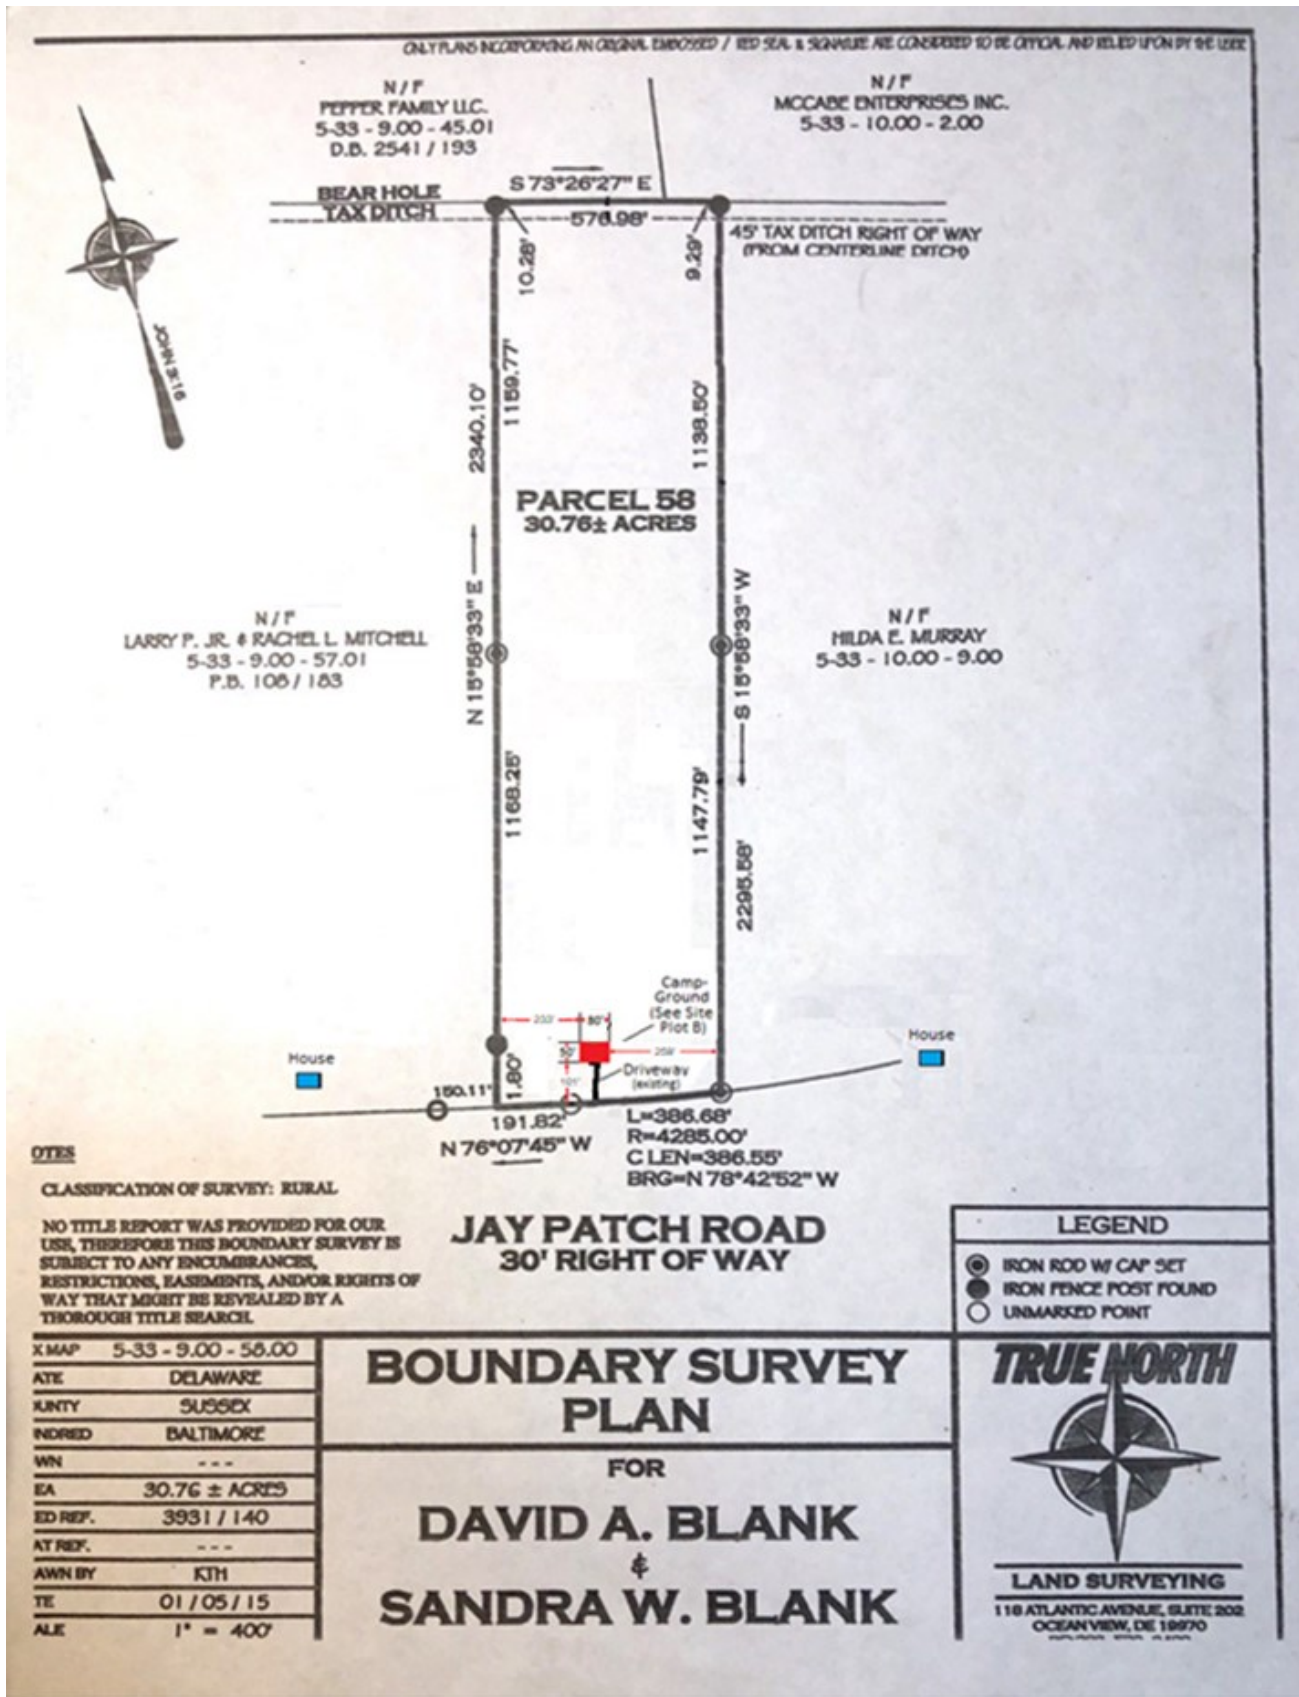 ONLY PLANS INCORPORATING AN ORIGINAL EMBOSSED / RED SEAL & SIGNATURE ARE CONSIDERED TO BE OFFICIAL AND RELIED UPON BY THE USER
N / F
PEPPER FAMILY LLC.
5-33 - 9.00 - 45.01
D.B. 2541 / 193
N / F
MCCABE ENTERPRISES INC.
5-33 - 10.00 - 2.00
S 73°26'27" E
BEAR HOLE
TAX DITCH
576.98'
45' TAX DITCH RIGHT OF WAY
(FROM CENTERLINE DITCH)
10.28'
9.29'
JOHN 3:16
2340.10'
1159.77'
1138.50'
PARCEL 58
30.76± ACRES
N 15°58'33" E
S 15°58'33" W
N / F
LARRY P. JR. & RACHEL L. MITCHELL
5-33 - 9.00 - 57.01
P.B. 108 / 183
N / F
HILDA E. MURRAY
5-33 - 10.00 - 9.00
1168.25'
1147.79'
2295.58'
Camp-
Ground
(See Site
Plot B)
80'
50'
House
House
Driveway
(existing)
1.80'
150.11'
191.82'
N 76°07'45" W
L=386.68'
R=4285.00'
C LEN=386.55'
BRG=N 78°42'52" W
OTES
CLASSIFICATION OF SURVEY: RURAL
NO TITLE REPORT WAS PROVIDED FOR OUR
USE, THEREFORE THIS BOUNDARY SURVEY IS
SUBJECT TO ANY ENCUMBRANCES,
RESTRICTIONS, EASEMENTS, AND/OR RIGHTS OF
WAY THAT MIGHT BE REVEALED BY A
THOROUGH TITLE SEARCH.
JAY PATCH ROAD
30' RIGHT OF WAY
LEGEND
IRON ROD W/ CAP SET
IRON FENCE POST FOUND
UNMARKED POINT
X MAP 5-33 - 9.00 - 58.00
ATE DELAWARE
UNTY SUSSEX
NDRED BALTIMORE
WN - - -
EA 30.76 ± ACRES
ED REF. 3931 / 140
AT REF. - - -
AWN BY KTH
TE 01 / 05 / 15
ALE 1" = 400'
BOUNDARY SURVEY
PLAN
FOR
DAVID A. BLANK
&
SANDRA W. BLANK
TRUE NORTH
LAND SURVEYING
118 ATLANTIC AVENUE, SUITE 202
OCEAN VIEW, DE 19970